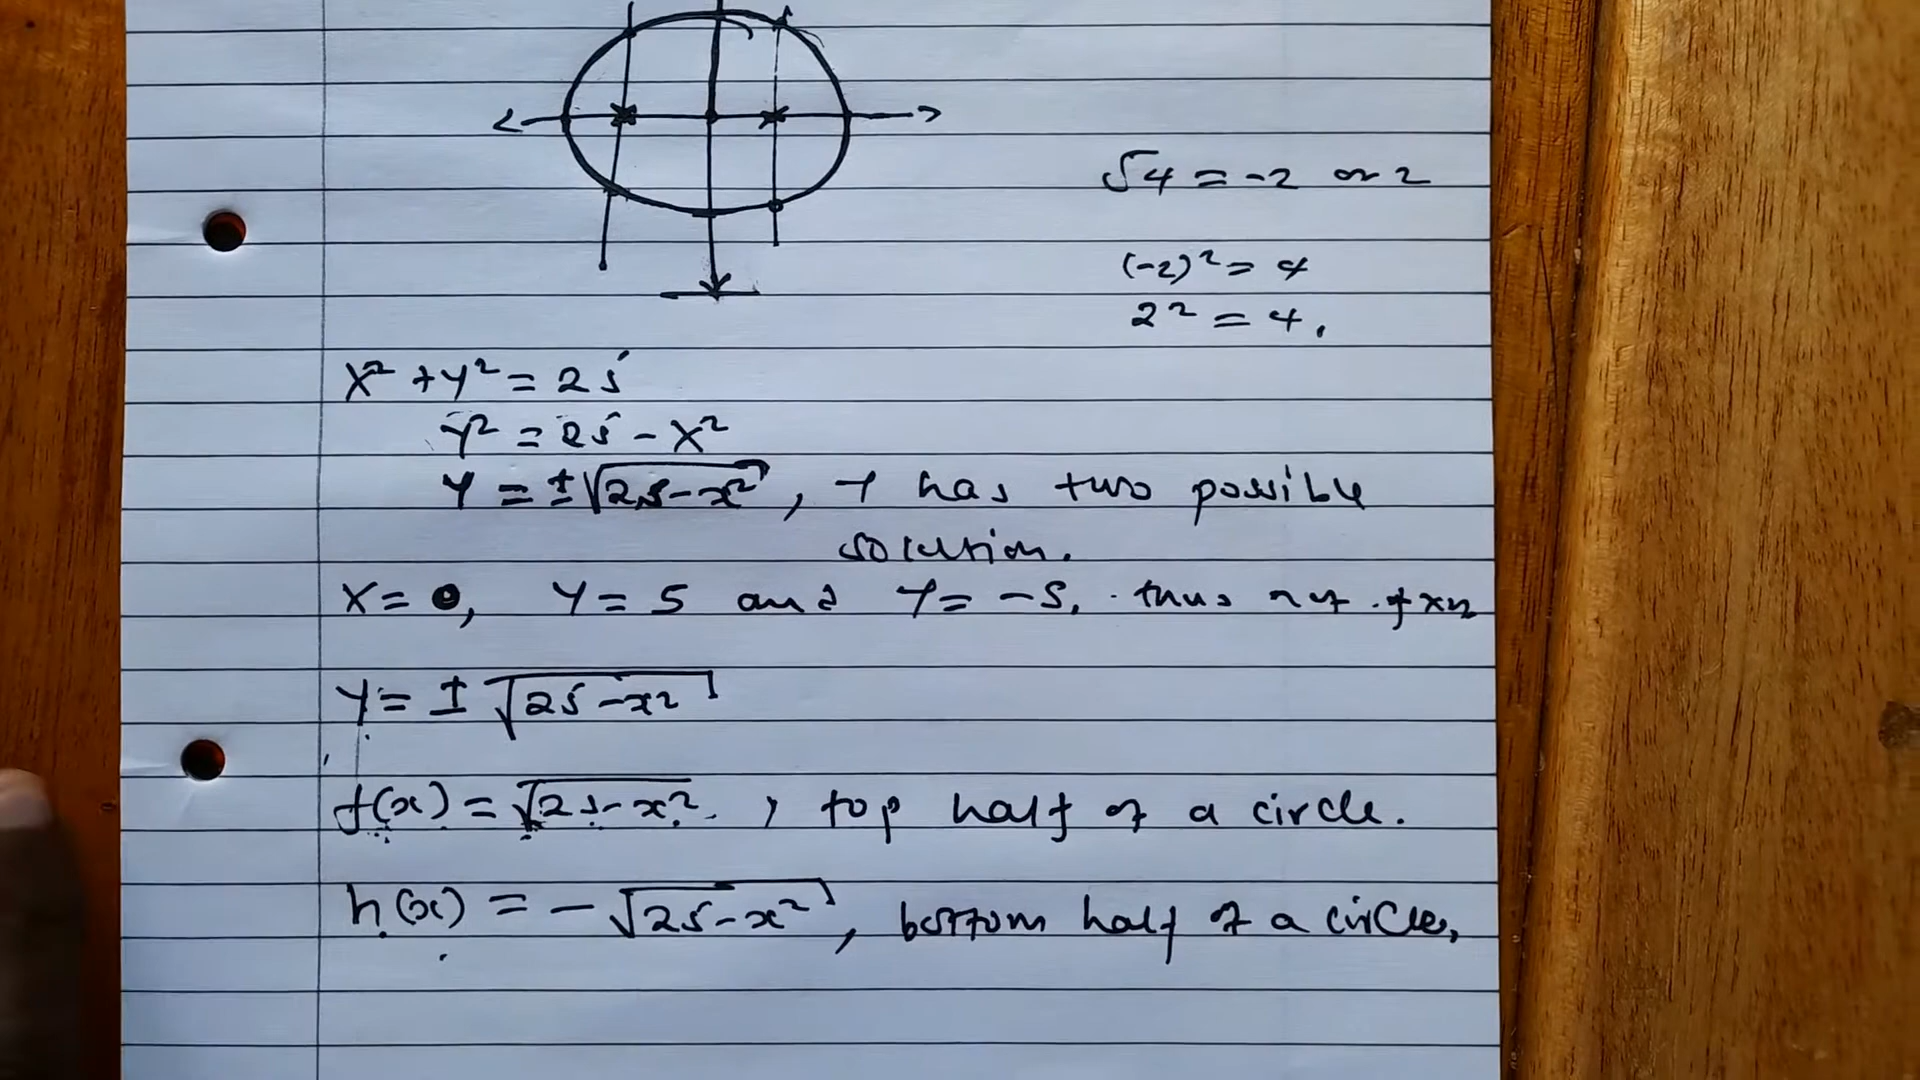 √4 = -2 or 2
(-2)² = 4
2² = 4.
x² + y² = 25
y² = 25 - x²
y = ±√25-x², y has two possible
solution.
x = 0, y = 5 and y = -5. thus not fxn
y = ± √25-x²
f(x) = √25-x², top half of a circle.
h(x) = -√25-x², bottom half of a circle,